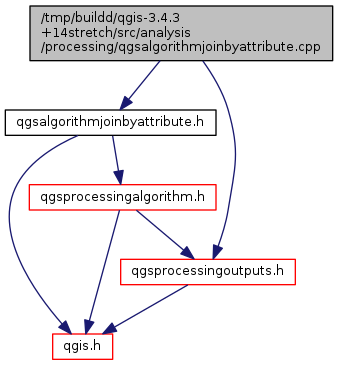 /tmp/buildd/qgis-3.4.3
+14stretch/src/analysis
/processing/qgsalgorithmjoinbyattribute.cpp
qgsalgorithmjoinbyattribute.h
qgsprocessingalgorithm.h
qgsprocessingoutputs.h
qgis.h